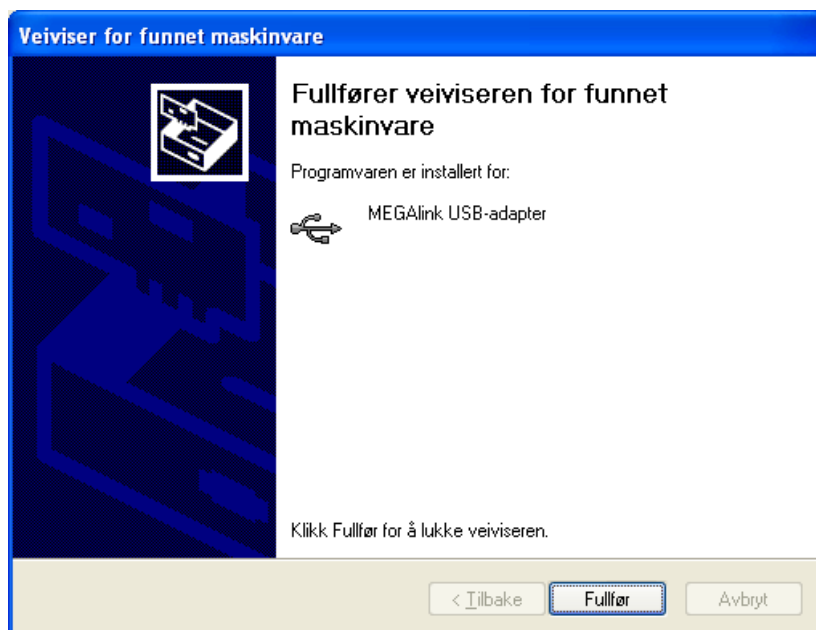 Veiviser for funnet maskinvare
Fullfører veiviseren for funnet
maskinvare
Programvaren er installert for:
MEGAlink USB-adapter
Klikk Fullfør for å lukke veiviseren.
< Tilbake
Fullfør
Avbryt